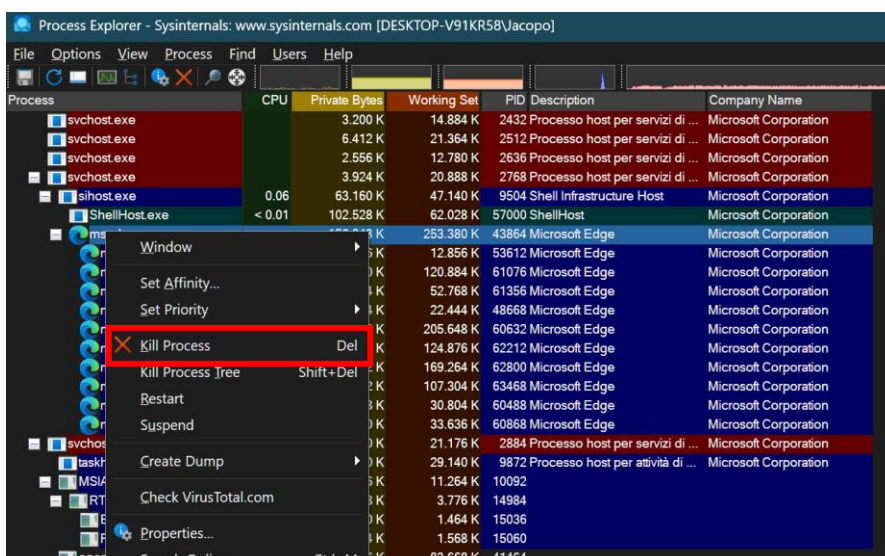 Process Explorer - Sysinternals: www.sysinternals.com [DESKTOP-V91KR58\Jacopo]
File Options View Process Find Users Help
Process CPU Private Bytes Working Set PID Description Company Name
svchost.exe 3.200 K 14.884 K 2432 Processo host per servizi di ... Microsoft Corporation
svchost.exe 6.412 K 21.364 K 2512 Processo host per servizi di ... Microsoft Corporation
svchost.exe 2.556 K 12.780 K 2636 Processo host per servizi di ... Microsoft Corporation
svchost.exe 3.924 K 20.888 K 2768 Processo host per servizi di ... Microsoft Corporation
sihost.exe 0.06 63.160 K 47.140 K 9504 Shell Infrastructure Host Microsoft Corporation
ShellHost.exe < 0.01 102.528 K 62.028 K 57000 ShellHost Microsoft Corporation
253.380 K 43864 Microsoft Edge Microsoft Corporation
Window K 12.856 K 53612 Microsoft Edge Microsoft Corporation
K 120.884 K 61076 Microsoft Edge Microsoft Corporation
Set Affinity... K 52.768 K 61356 Microsoft Edge Microsoft Corporation
Set Priority K 22.444 K 48668 Microsoft Edge Microsoft Corporation
K 205.648 K 60632 Microsoft Edge Microsoft Corporation
Kill Process Del K 124.876 K 62212 Microsoft Edge Microsoft Corporation
Kill Process Tree Shift+Del K 169.264 K 62800 Microsoft Edge Microsoft Corporation
K 107.304 K 63468 Microsoft Edge Microsoft Corporation
Restart K 30.804 K 60488 Microsoft Edge Microsoft Corporation
Suspend K 33.636 K 60868 Microsoft Edge Microsoft Corporation
svchos K 21.176 K 2884 Processo host per servizi di ... Microsoft Corporation
taskh Create Dump K 29.140 K 9872 Processo host per attività di ... Microsoft Corporation
MSIA K 11.264 K 10092
RT Check VirusTotal.com K 3.776 K 14984
K 1.464 K 15036
Properties... K 1.568 K 15060